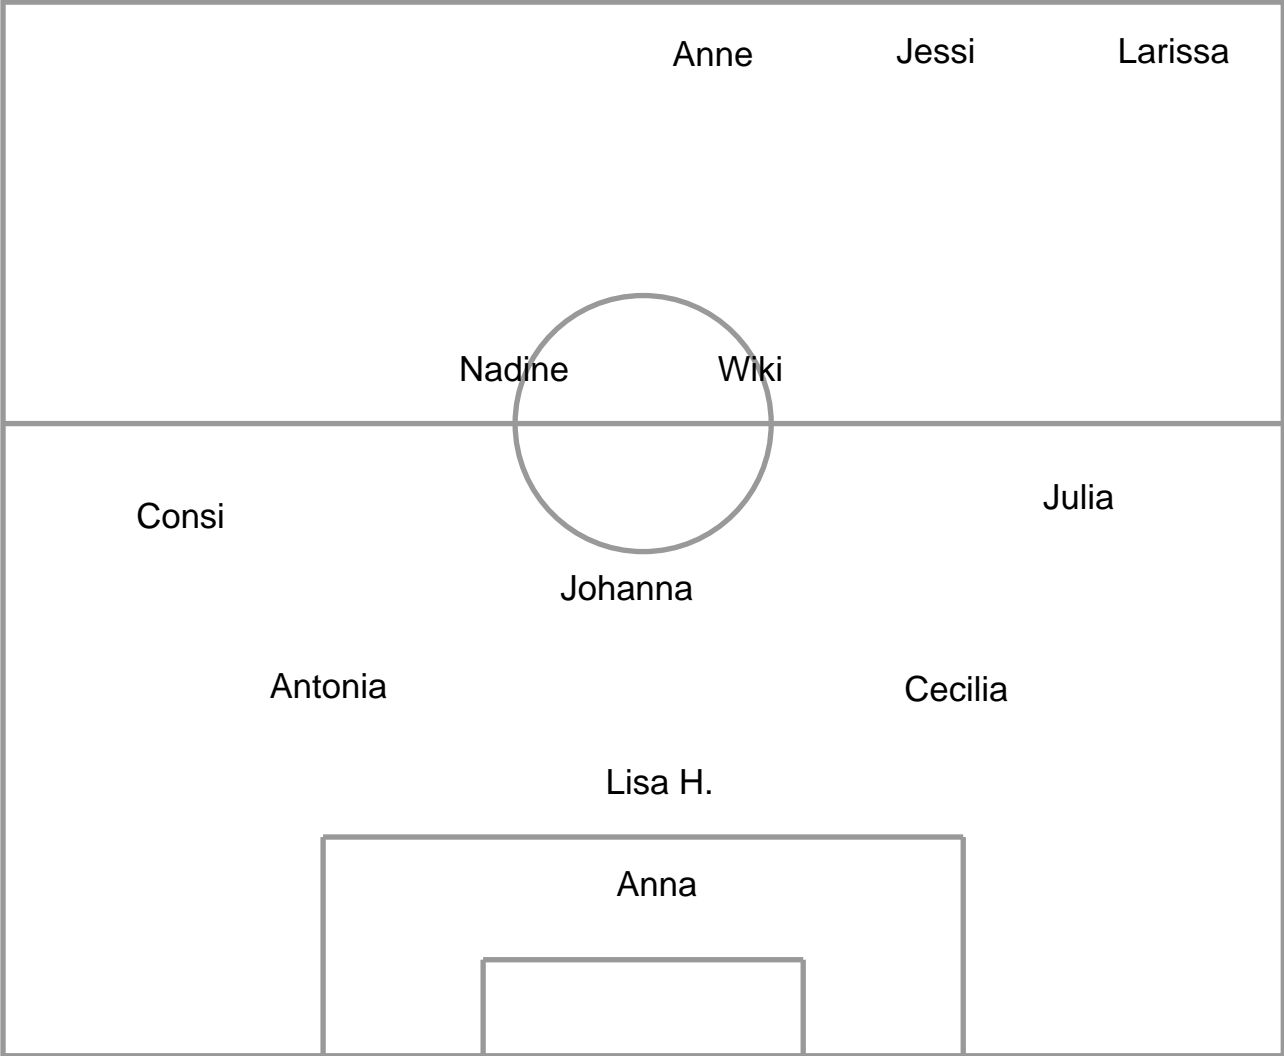 Anne Jessi Larissa
Nadine Wiki
Consi Julia
Johanna
Antonia Cecilia
Lisa H.
Anna